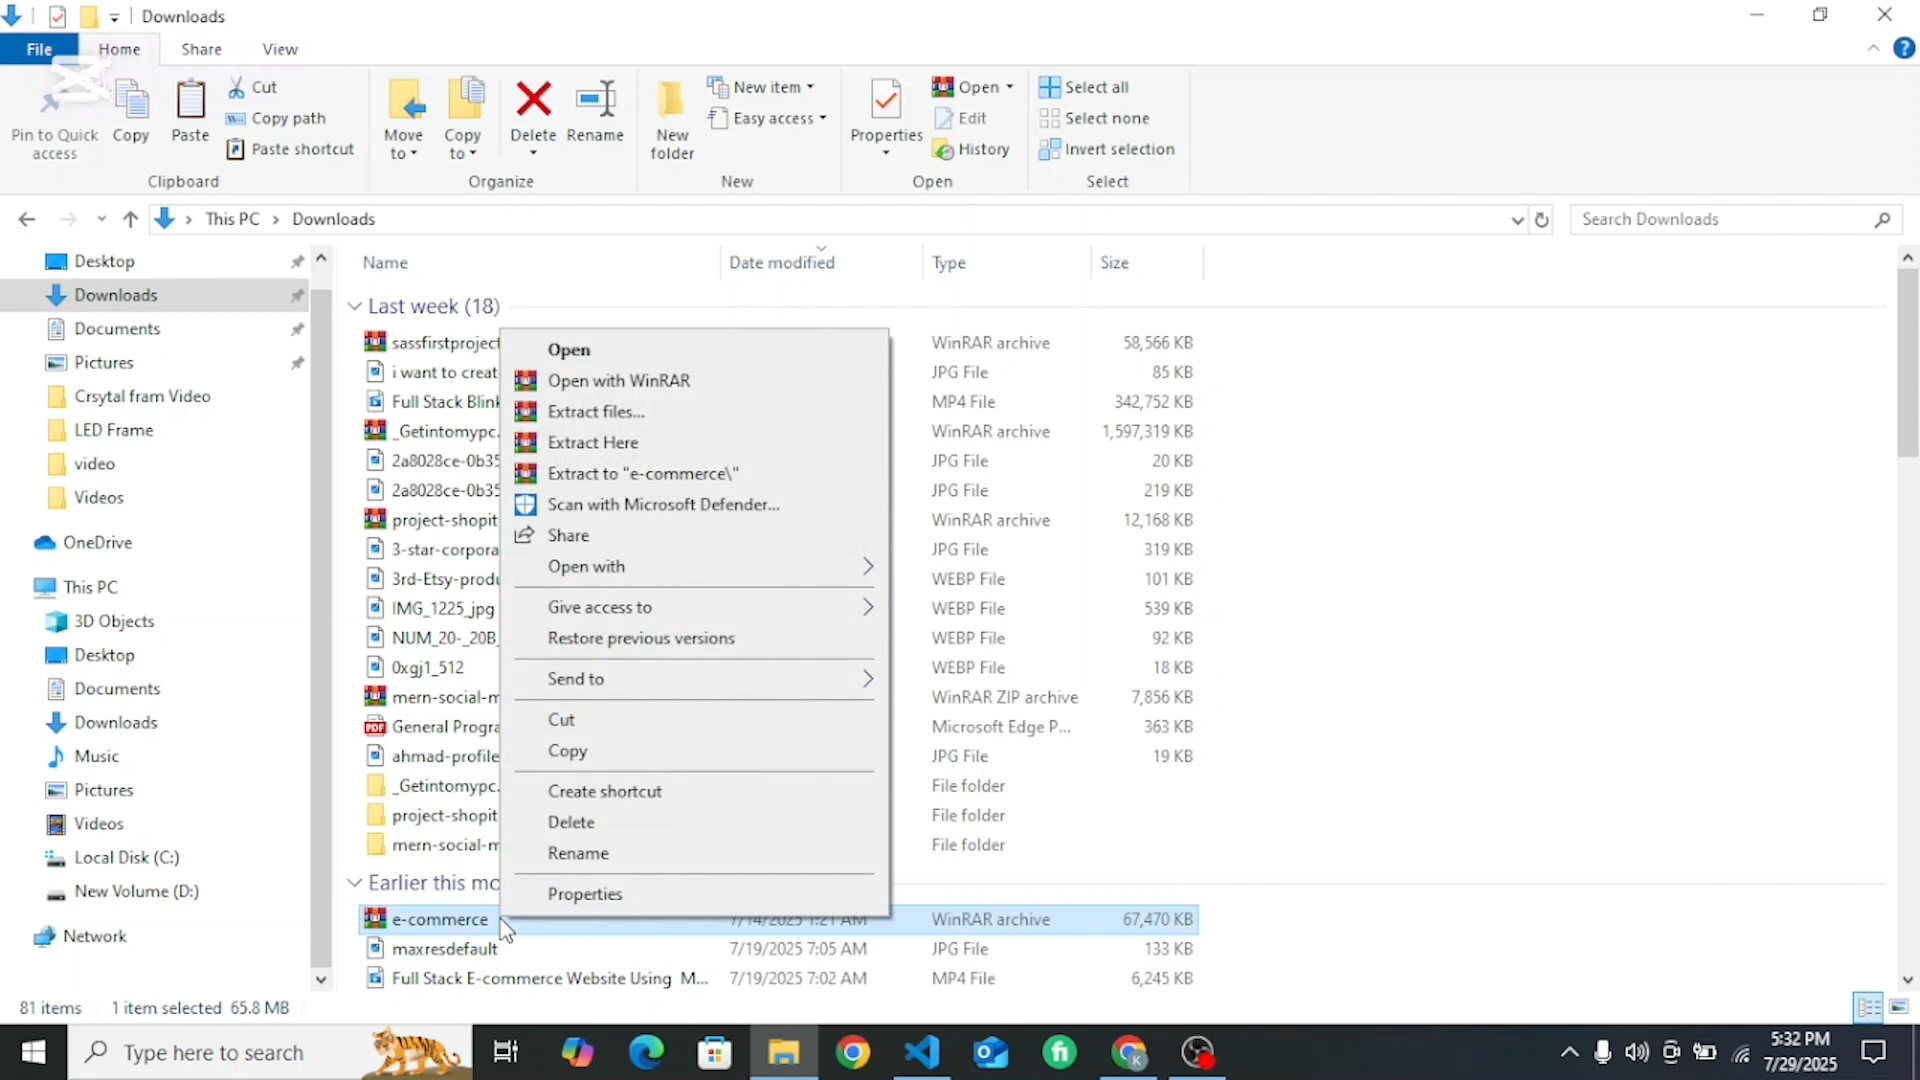 Downloads
File Home Share View
Pin to Quick access
Copy
Paste
Cut
Copy path
Paste shortcut
Move to
Copy to
Delete
Rename
New folder
New item
Easy access
Properties
Open
Edit
History
Select all
Select none
Invert selection
Clipboard Organize New Open Select
This PC > Downloads
Search Downloads
Desktop
Downloads
Documents
Pictures
Crsytal fram Video
LED Frame
video
Videos
OneDrive
This PC
3D Objects
Desktop
Documents
Downloads
Music
Pictures
Videos
Local Disk (C:)
New Volume (D:)
Network
Name Date modified Type Size
Last week (18)
sassfirstproject WinRAR archive 58,566 KB
i want to creat JPG File 85 KB
Full Stack Blink MP4 File 342,752 KB
_Getintomypc. WinRAR archive 1,597,319 KB
2a8028ce-0b35 JPG File 20 KB
2a8028ce-0b35 JPG File 219 KB
project-shopit WinRAR archive 12,168 KB
3-star-corpora JPG File 319 KB
3rd-Etsy-produ WEBP File 101 KB
IMG_1225_jpg WEBP File 539 KB
NUM_20-_20B_ WEBP File 92 KB
0xgj1_512 WEBP File 18 KB
mern-social-m WinRAR ZIP archive 7,856 KB
PDF General Progra Microsoft Edge P... 363 KB
ahmad-profile JPG File 19 KB
_Getintomypc. File folder
project-shopit File folder
mern-social-m File folder
Earlier this mo
e-commerce 7/14/2025 1:21 AM WinRAR archive 67,470 KB
maxresdefault 7/19/2025 7:05 AM JPG File 133 KB
Full Stack E-commerce Website Using M... 7/19/2025 7:02 AM MP4 File 6,245 KB
Open
Open with WinRAR
Extract files...
Extract Here
Extract to "e-commerce\"
Scan with Microsoft Defender...
Share
Open with
Give access to
Restore previous versions
Send to
Cut
Copy
Create shortcut
Delete
Rename
Properties
81 items 1 item selected 65.8 MB
Type here to search
fi
K
5:32 PM
7/29/2025